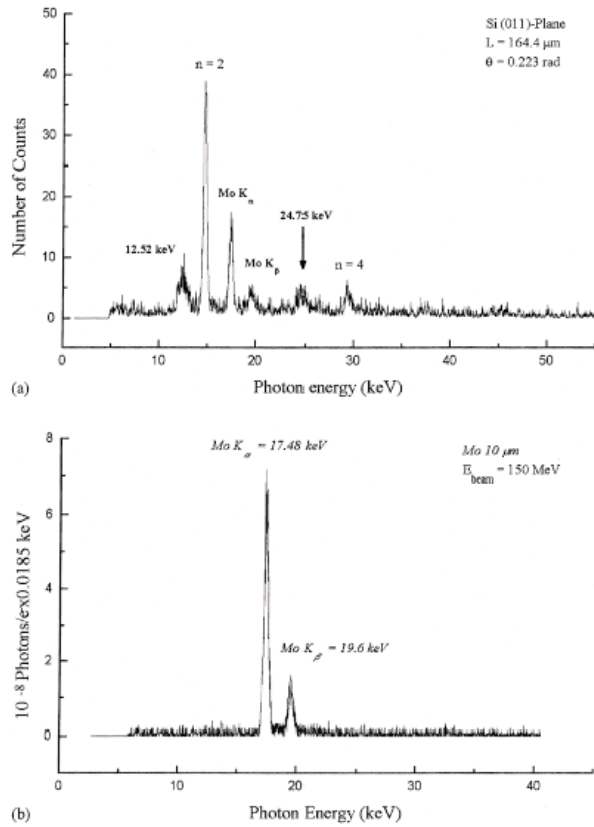 50
40
30
20
10
0
Number of Counts
Si (011)-Plane
L = 164.4 μm
θ = 0.223 rad
n = 2
Mo Kα
24.75 keV
12.52 keV
Mo Kβ
n = 4
0 10 20 30 40 50
Photon energy (keV)
(a)
8
6
4
2
0
10 -8 Photons/e×0.0185 keV
Mo Kα = 17.48 keV
Mo 10 μm
Ebeam = 150 MeV
Mo Kβ = 19.6 keV
0 10 20 30 40
Photon Energy (keV)
(b)